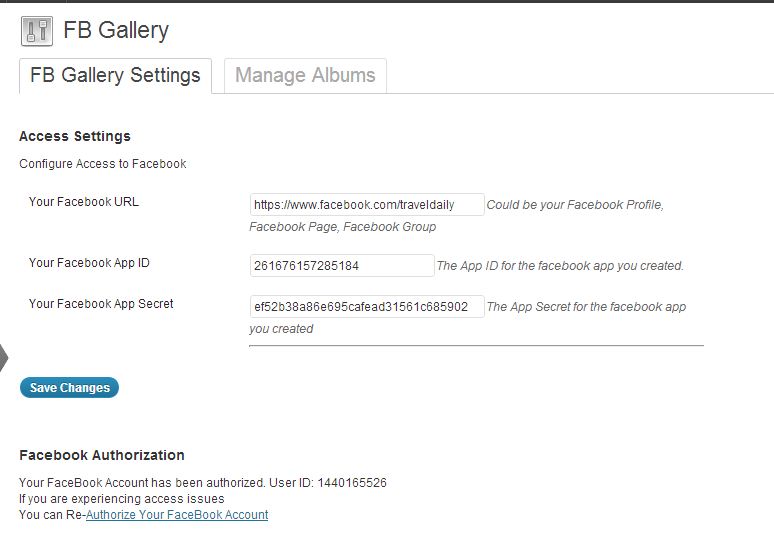 FB Gallery
FB Gallery Settings
Manage Albums
Access Settings
Configure Access to Facebook
Your Facebook URL
https://www.facebook.com/traveldaily
Could be your Facebook Profile,
Facebook Page, Facebook Group
Your Facebook App ID
261676157285184
The App ID for the facebook app you created.
Your Facebook App Secret
ef52b38a86e695cafead31561c685902
The App Secret for the facebook app
you created
Save Changes
Facebook Authorization
Your FaceBook Account has been authorized. User ID: 1440165526
If you are experiencing access issues
You can Re-Authorize Your FaceBook Account